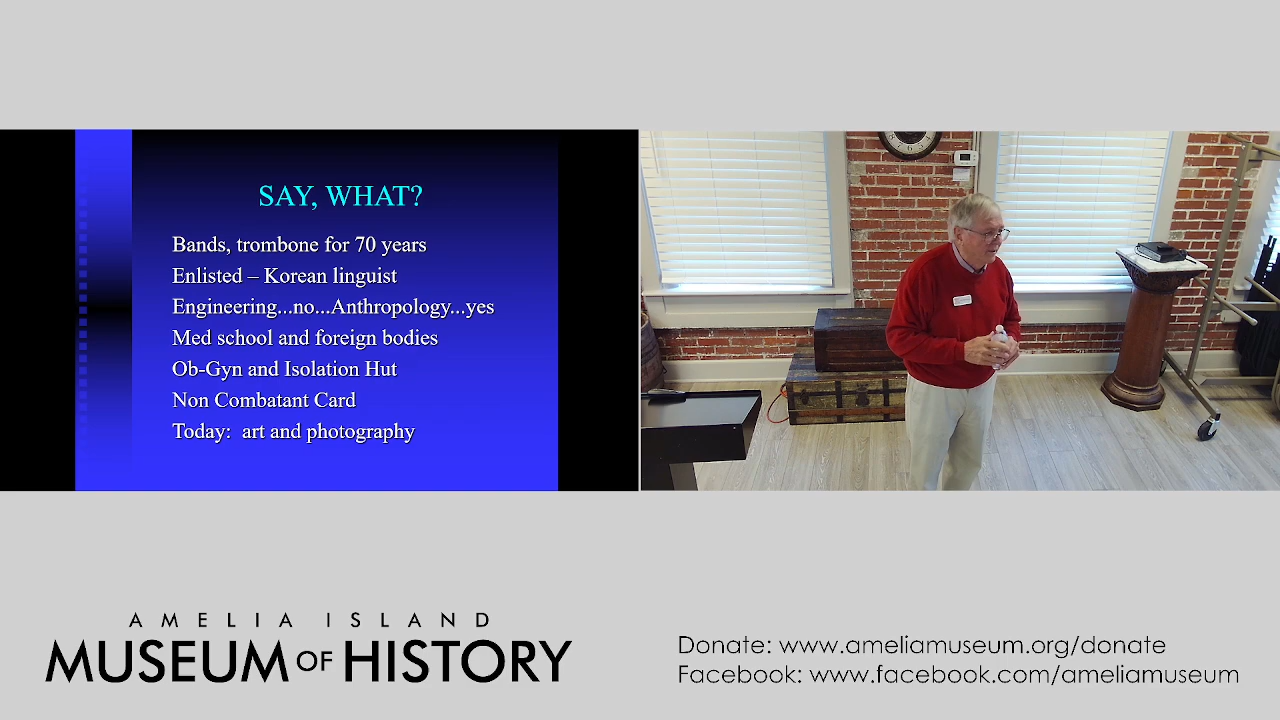 SAY, WHAT?
Bands, trombone for 70 years
Enlisted – Korean linguist
Engineering...no...Anthropology...yes
Med school and foreign bodies
Ob-Gyn and Isolation Hut
Non Combatant Card
Today:  art and photography
AMELIA ISLAND
MUSEUM OF HISTORY
Donate: www.ameliamuseum.org/donate
Facebook: www.facebook.com/ameliamuseum